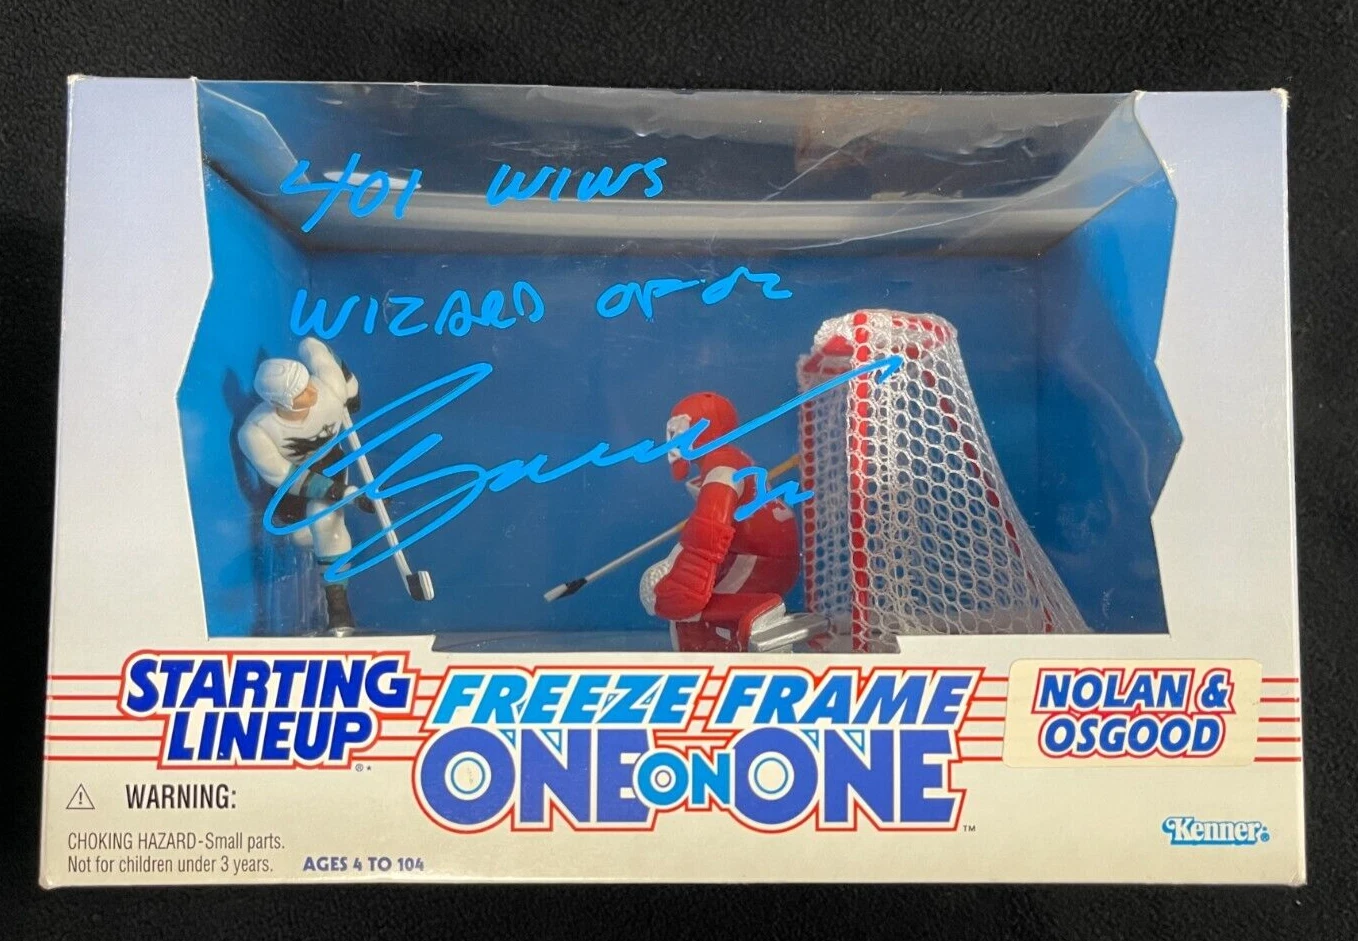 401 WINS
WIZARD OF OZ
30
STARTING
LINEUP
FREEZE FRAME
ONE ON ONE
NOLAN &
OSGOOD
WARNING:
CHOKING HAZARD-Small parts.
Not for children under 3 years.
AGES 4 TO 104
Kenner